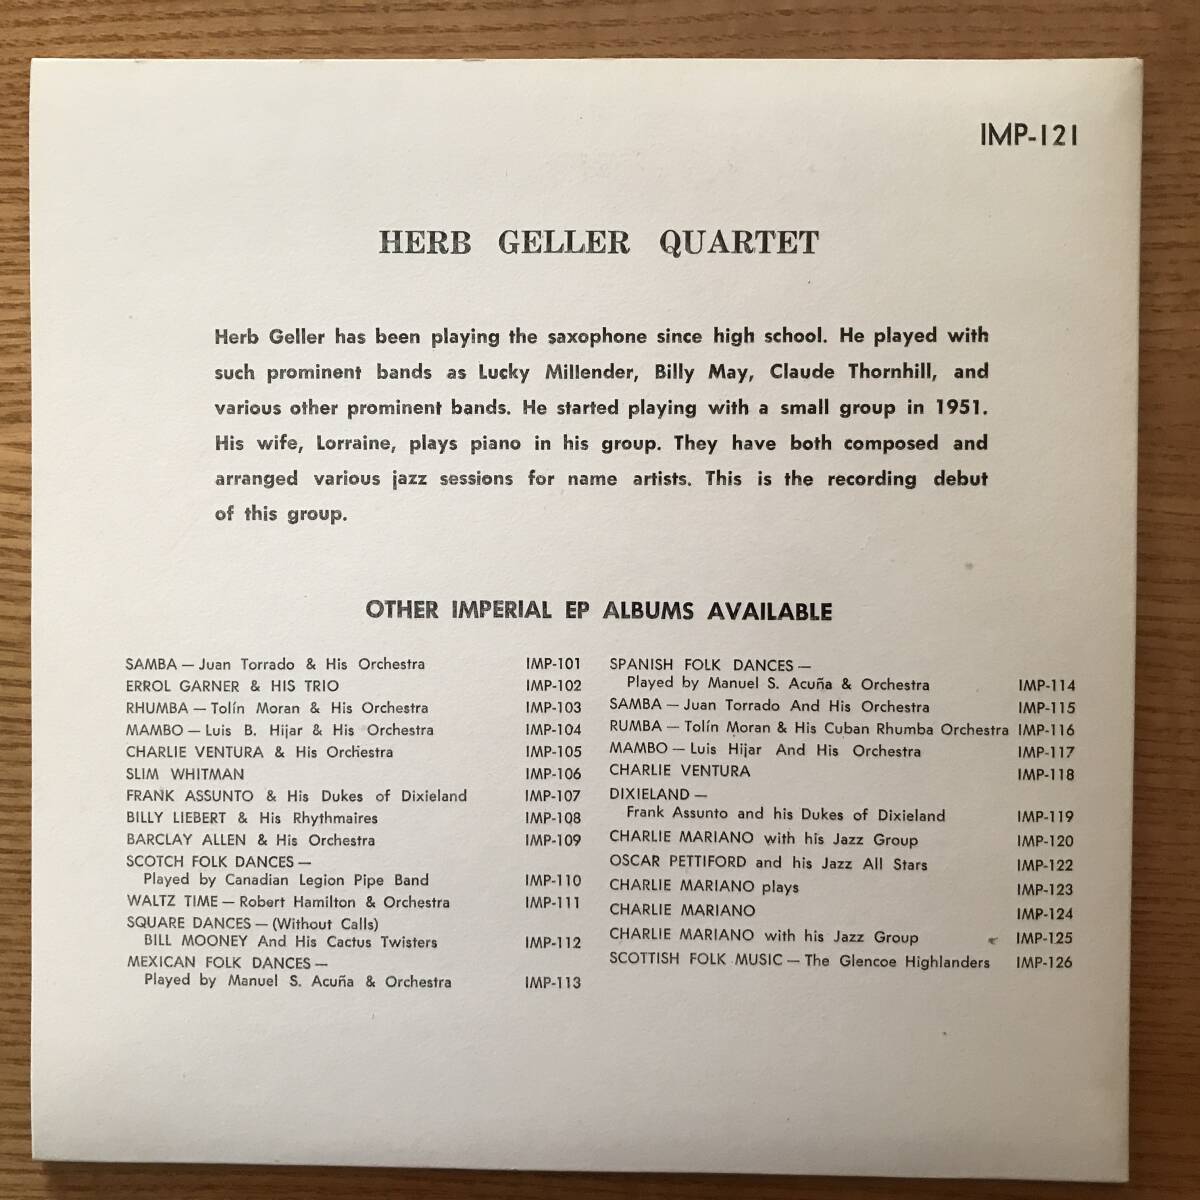 IMP-121
HERB GELLER QUARTET
Herb Geller has been playing the saxophone since high school. He played with
such prominent bands as Lucky Millender, Billy May, Claude Thornhill, and
various other prominent bands. He started playing with a small group in 1951.
His wife, Lorraine, plays piano in his group. They have both composed and
arranged various jazz sessions for name artists. This is the recording debut
of this group.
OTHER IMPERIAL EP ALBUMS AVAILABLE
SAMBA — Juan Torrado & His Orchestra IMP-101
ERROL GARNER & HIS TRIO IMP-102
RHUMBA — Tolín Moran & His Orchestra IMP-103
MAMBO — Luis B. Hijar & His Orchestra IMP-104
CHARLIE VENTURA & His Orchestra IMP-105
SLIM WHITMAN IMP-106
FRANK ASSUNTO & His Dukes of Dixieland IMP-107
BILLY LIEBERT & His Rhythmaires IMP-108
BARCLAY ALLEN & His Orchestra IMP-109
SCOTCH FOLK DANCES —
Played by Canadian Legion Pipe Band IMP-110
WALTZ TIME — Robert Hamilton & Orchestra IMP-111
SQUARE DANCES — (Without Calls)
BILL MOONEY And His Cactus Twisters IMP-112
MEXICAN FOLK DANCES —
Played by Manuel S. Acuña & Orchestra IMP-113
SPANISH FOLK DANCES —
Played by Manuel S. Acuña & Orchestra IMP-114
SAMBA — Juan Torrado And His Orchestra IMP-115
RUMBA — Tolín Moran & His Cuban Rhumba Orchestra IMP-116
MAMBO — Luis Hijar And His Orchestra IMP-117
CHARLIE VENTURA IMP-118
DIXIELAND —
Frank Assunto and his Dukes of Dixieland IMP-119
CHARLIE MARIANO with his Jazz Group IMP-120
OSCAR PETTIFORD and his Jazz All Stars IMP-122
CHARLIE MARIANO plays IMP-123
CHARLIE MARIANO IMP-124
CHARLIE MARIANO with his Jazz Group IMP-125
SCOTTISH FOLK MUSIC — The Glencoe Highlanders IMP-126